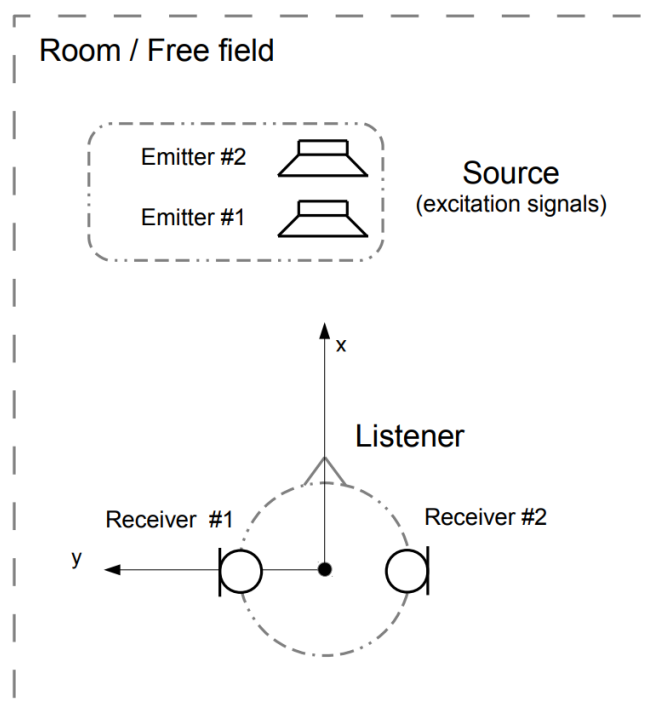 Room / Free field
Emitter #2
Source
(excitation signals)
Emitter #1
x
Listener
Receiver #1
Receiver #2
y